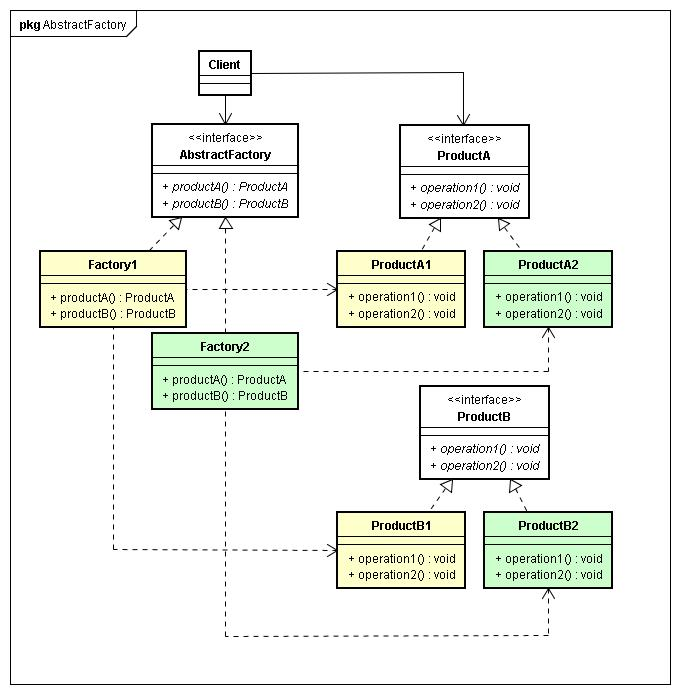 pkg AbstractFactory
Client
<<interface>>
AbstractFactory
+ productA() : ProductA
+ productB() : ProductB
<<interface>>
ProductA
+ operation1() : void
+ operation2() : void
Factory1
+ productA() : ProductA
+ productB() : ProductB
ProductA1
+ operation1() : void
+ operation2() : void
ProductA2
+ operation1() : void
+ operation2() : void
Factory2
+ productA() : ProductA
+ productB() : ProductB
<<interface>>
ProductB
+ operation1() : void
+ operation2() : void
ProductB1
+ operation1() : void
+ operation2() : void
ProductB2
+ operation1() : void
+ operation2() : void